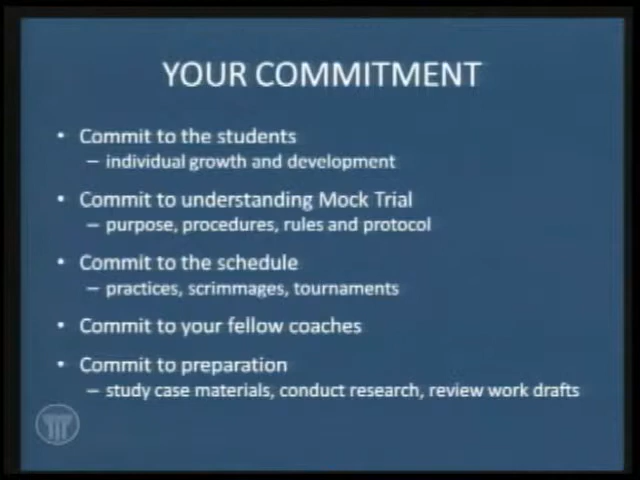 YOUR COMMITMENT
• Commit to the students
– individual growth and development
• Commit to understanding Mock Trial
– purpose, procedures, rules and protocol
• Commit to the schedule
– practices, scrimmages, tournaments
• Commit to your fellow coaches
• Commit to preparation
– study case materials, conduct research, review work drafts